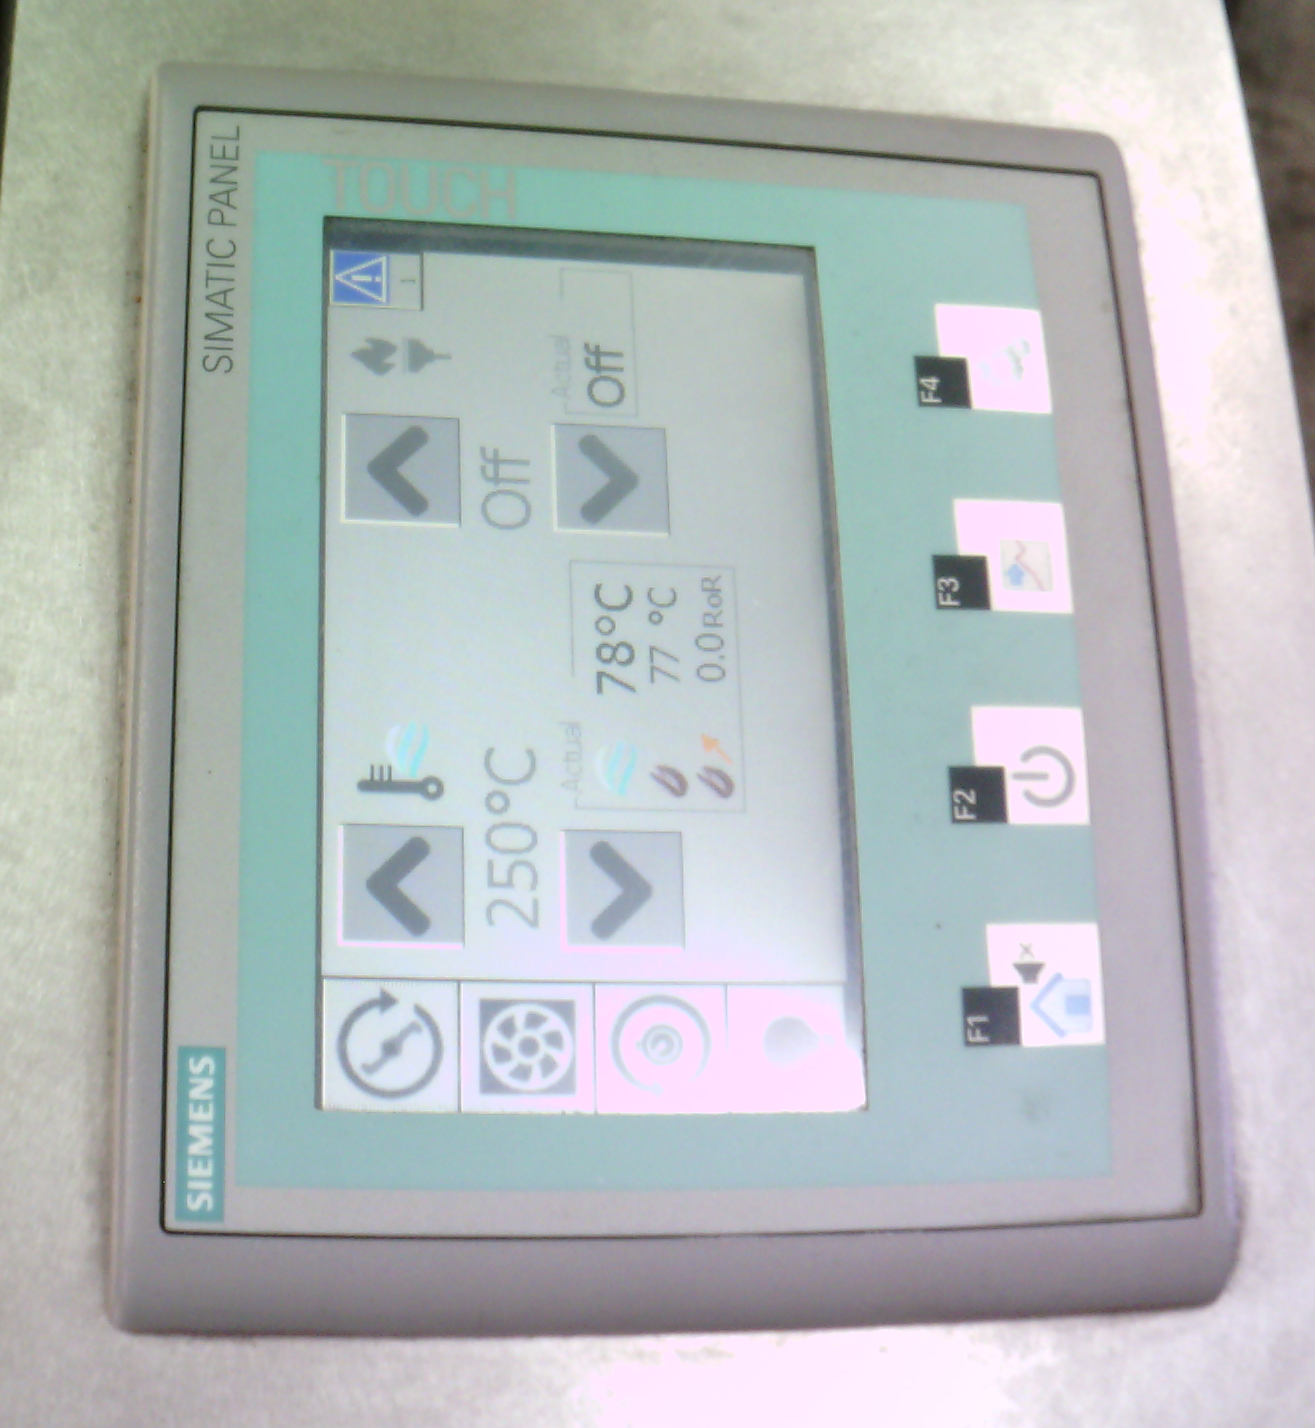 SIEMENS
SIMATIC PANEL
TOUCH
1
250°C
Off
Actual
78°C
77 °C
0.0 RoR
Actual
Off
F1
F2
F3
F4